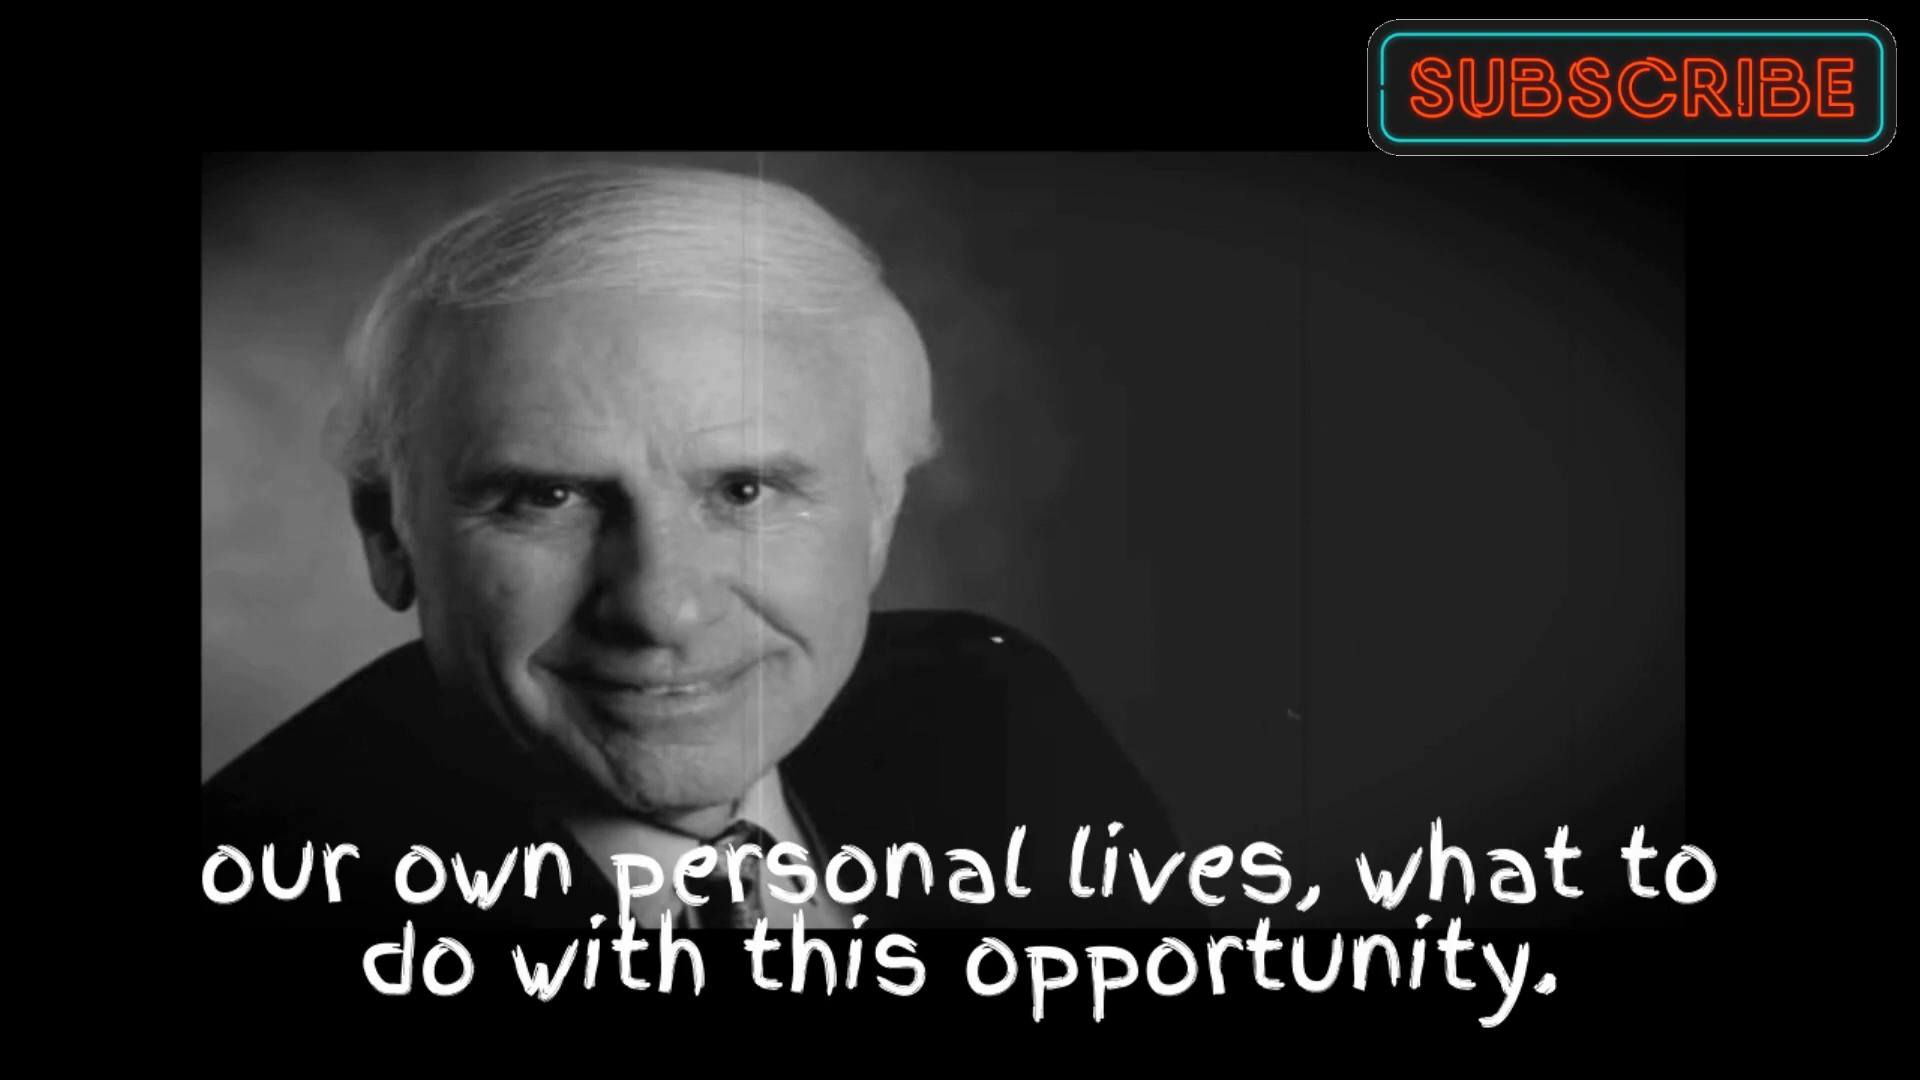 SUBSCRIBE
our own personal lives, what to
do with this opportunity.